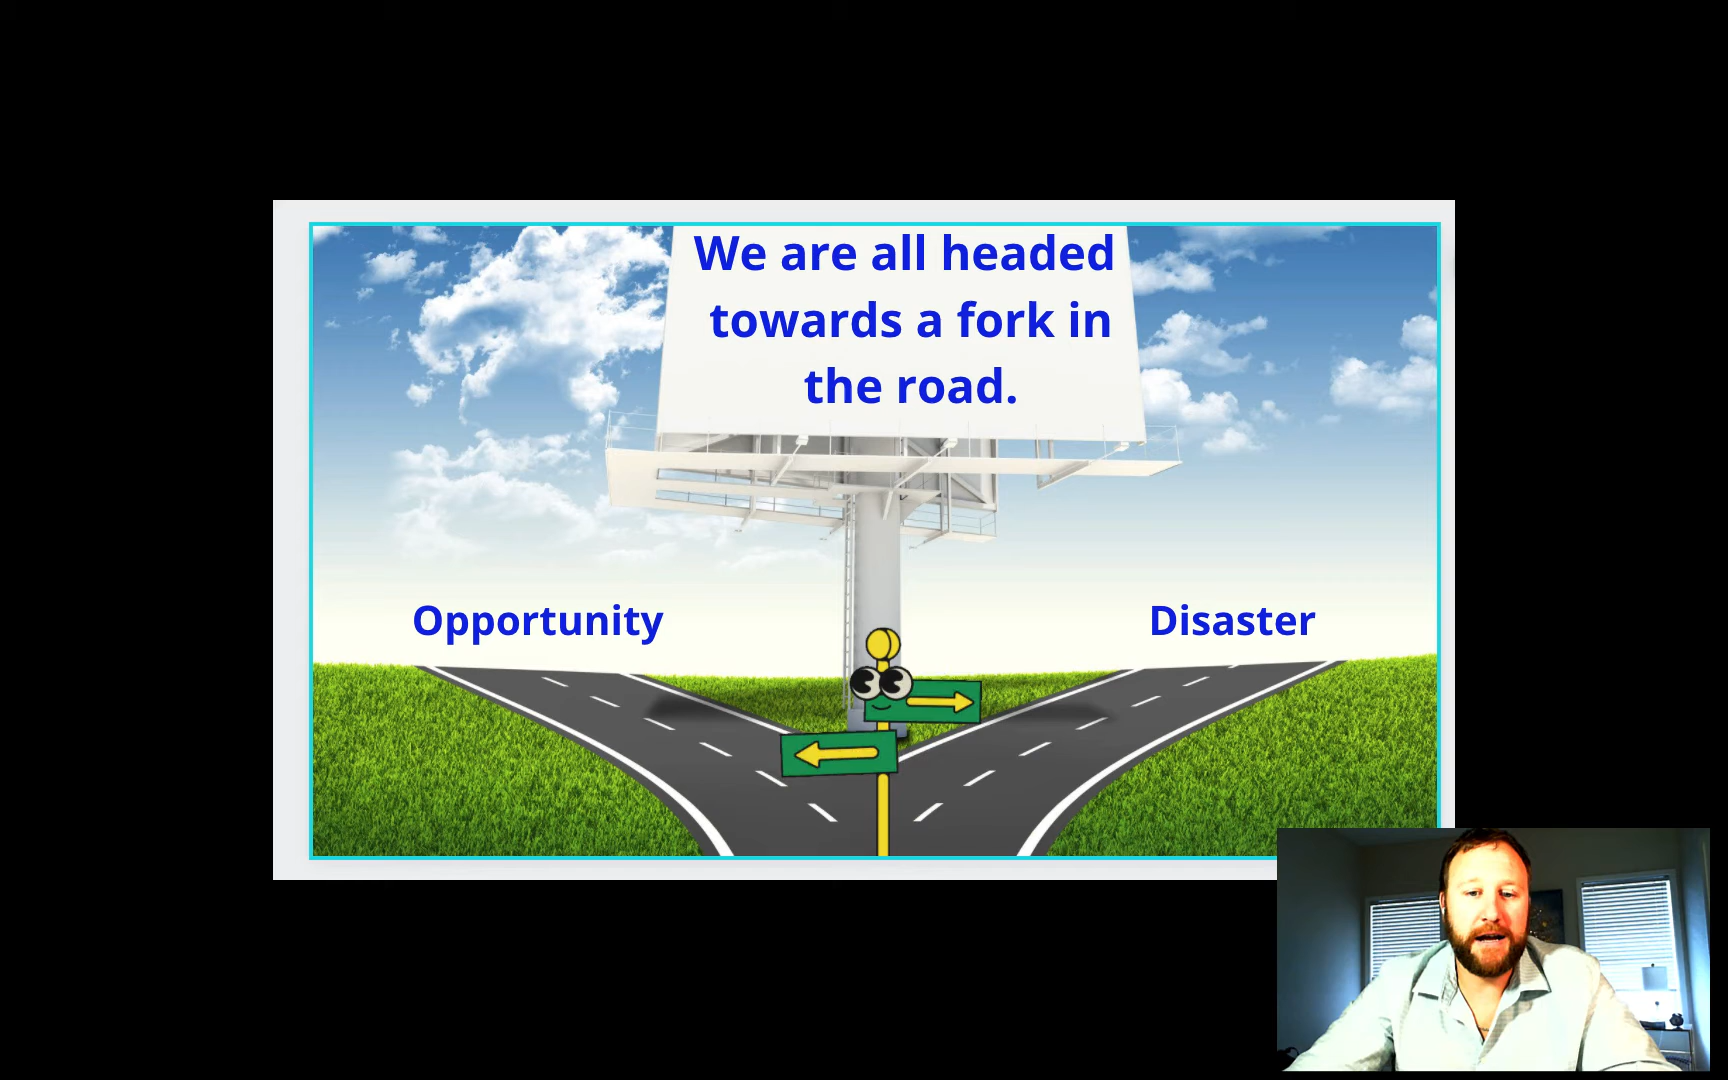 We are all headed
towards a fork in
the road.
Opportunity
Disaster